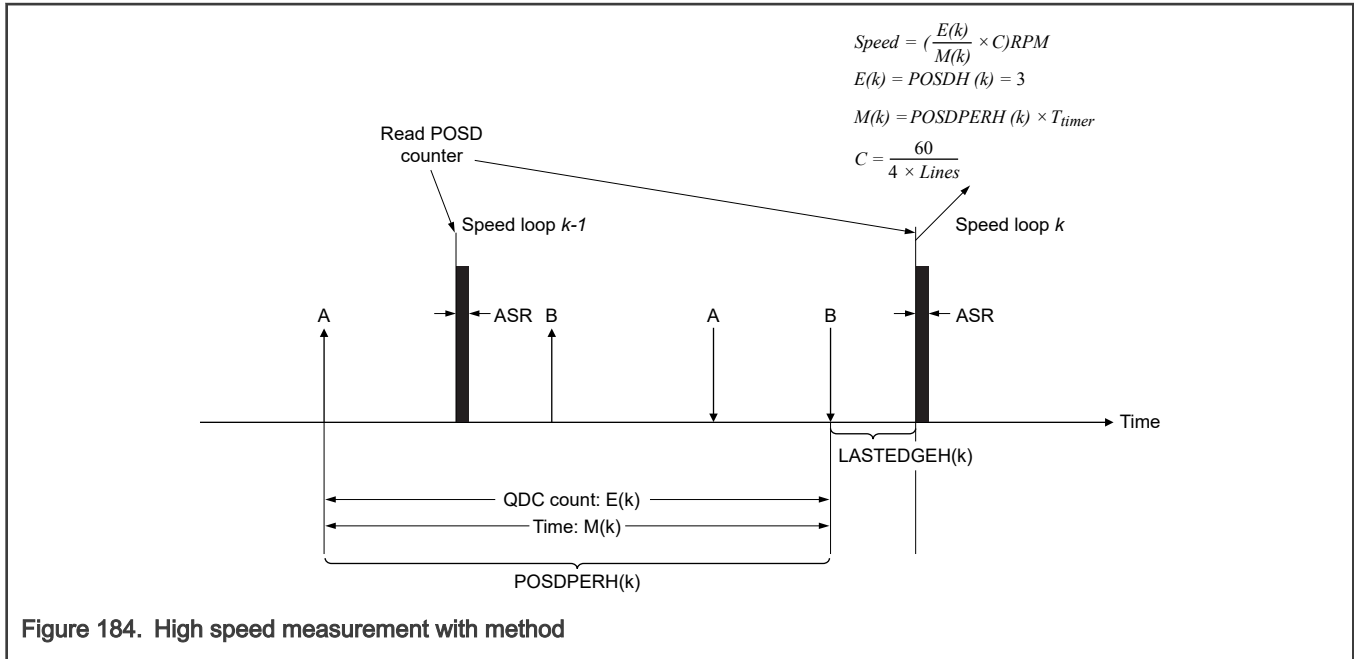 Speed = (E(k)/M(k) × C)RPM
E(k) = POSDH (k) = 3
M(k) = POSDPERH (k) × Ttimer
C = 60/(4 × Lines)
Read POSD
counter
Speed loop k-1
Speed loop k
A
ASR
B
A
B
ASR
Time
LASTEDGEH(k)
QDC count: E(k)
Time: M(k)
POSDPERH(k)
Figure 184. High speed measurement with method